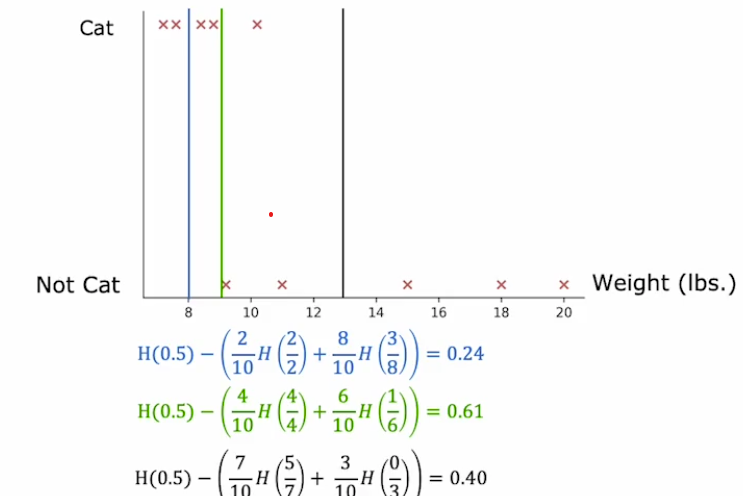 Cat
Not Cat
Weight (lbs.)
8 10 12 14 16 18 20
H(0.5) − (2/10 H(2/2) + 8/10 H(3/8)) = 0.24
H(0.5) − (4/10 H(4/4) + 6/10 H(1/6)) = 0.61
H(0.5) − (7/10 H(5/7) + 3/10 H(0/3)) = 0.40